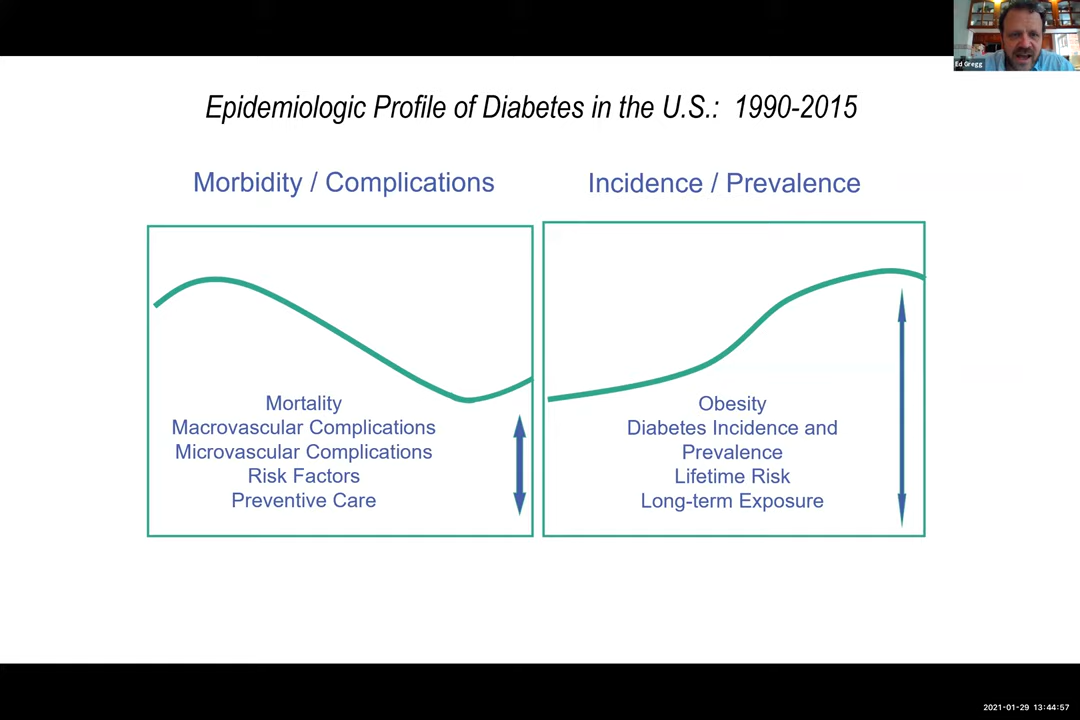 Ed Gregg
Epidemiologic Profile of Diabetes in the U.S.: 1990-2015
Morbidity / Complications
Mortality
Macrovascular Complications
Microvascular Complications
Risk Factors
Preventive Care
Incidence / Prevalence
Obesity
Diabetes Incidence and
Prevalence
Lifetime Risk
Long-term Exposure
2021-01-29 13:44:57